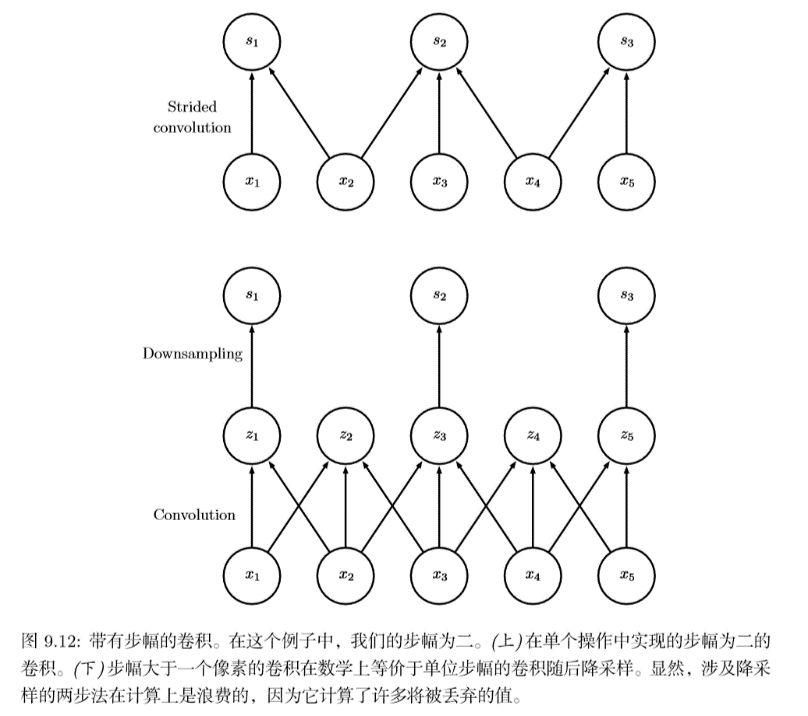 s₁ s₂ s₃
Strided
convolution
x₁ x₂ x₃ x₄ x₅
s₁ s₂ s₃
Downsampling
z₁ z₂ z₃ z₄ z₅
Convolution
x₁ x₂ x₃ x₄ x₅
图 9.12: 带有步幅的卷积。在这个例子中，我们的步幅为二。(上)在单个操作中实现的步幅为二的
卷积。(下)步幅大于一个像素的卷积在数学上等价于单位步幅的卷积随后降采样。显然，涉及降采
样的两步法在计算上是浪费的，因为它计算了许多将被丢弃的值。